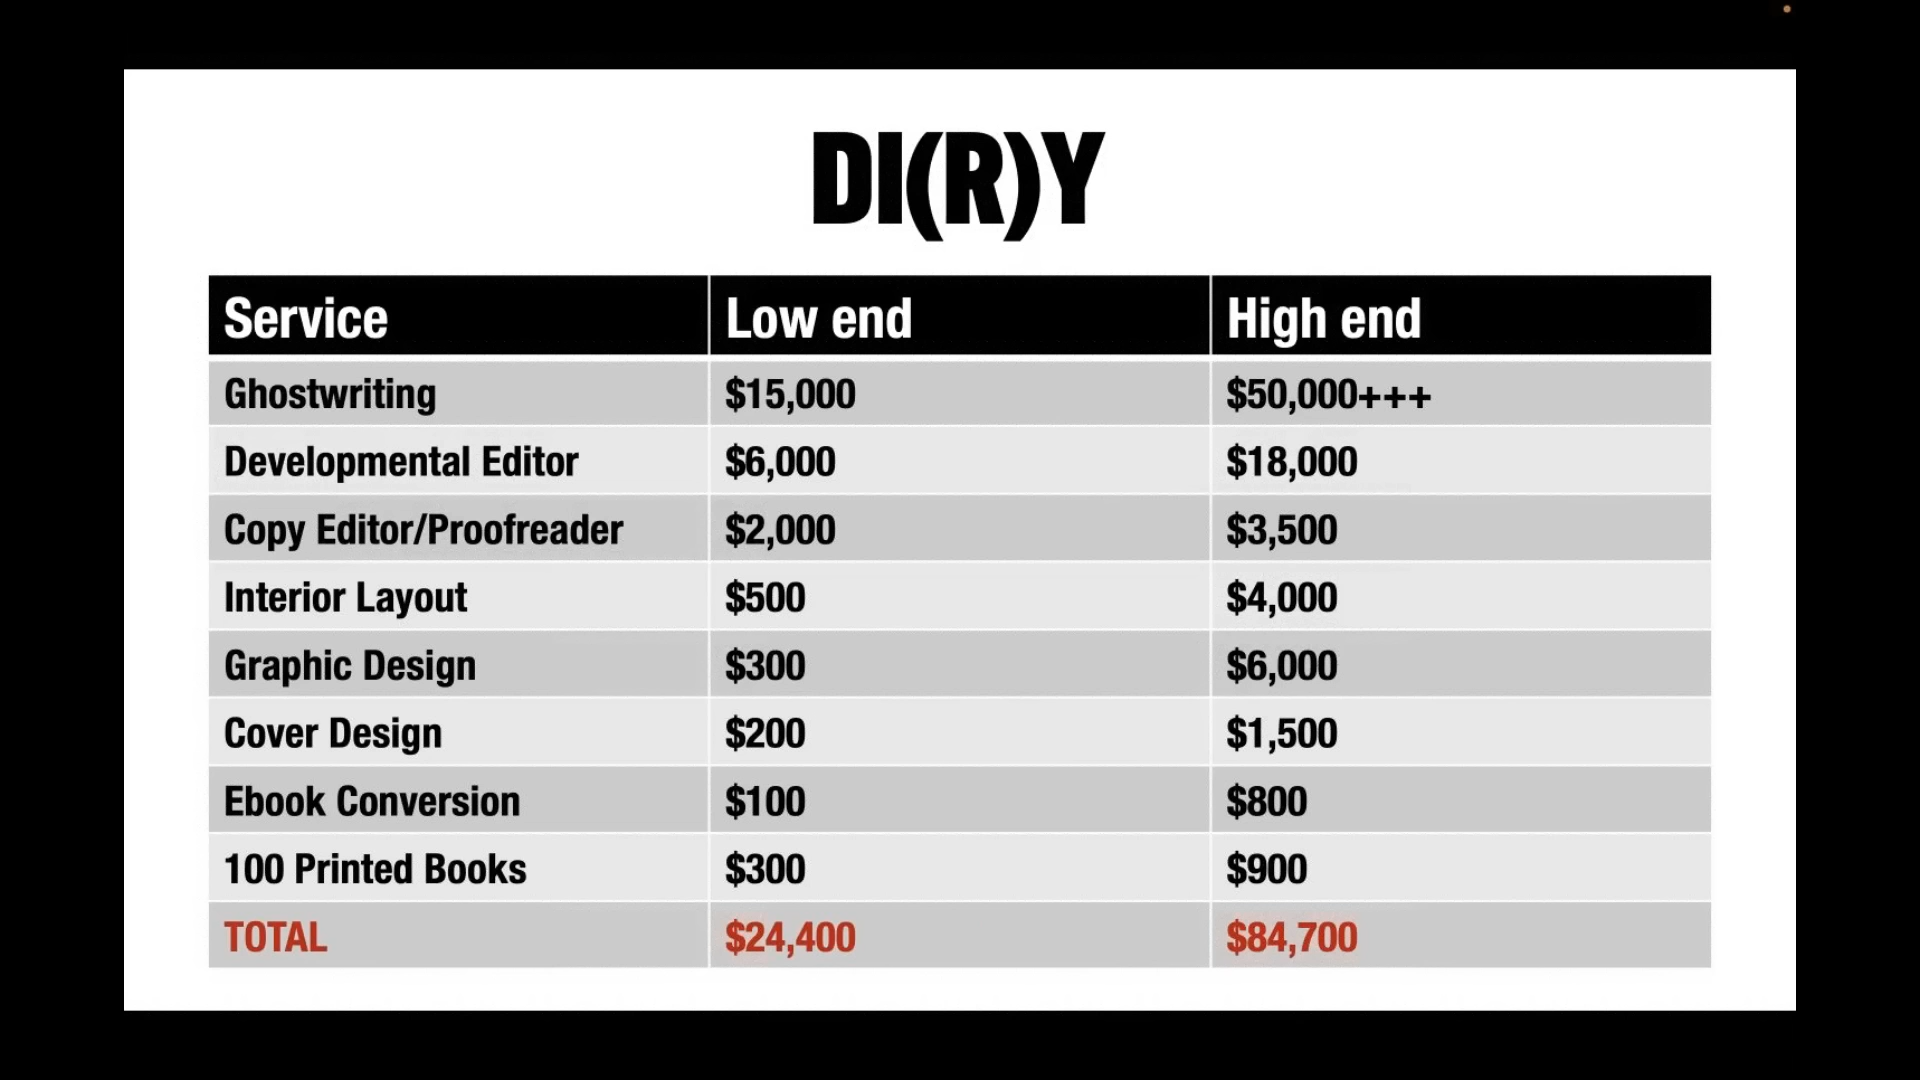 DI(R)Y
Service Low end High end
Ghostwriting $15,000 $50,000+++
Developmental Editor $6,000 $18,000
Copy Editor/Proofreader $2,000 $3,500
Interior Layout $500 $4,000
Graphic Design $300 $6,000
Cover Design $200 $1,500
Ebook Conversion $100 $800
100 Printed Books $300 $900
TOTAL $24,400 $84,700